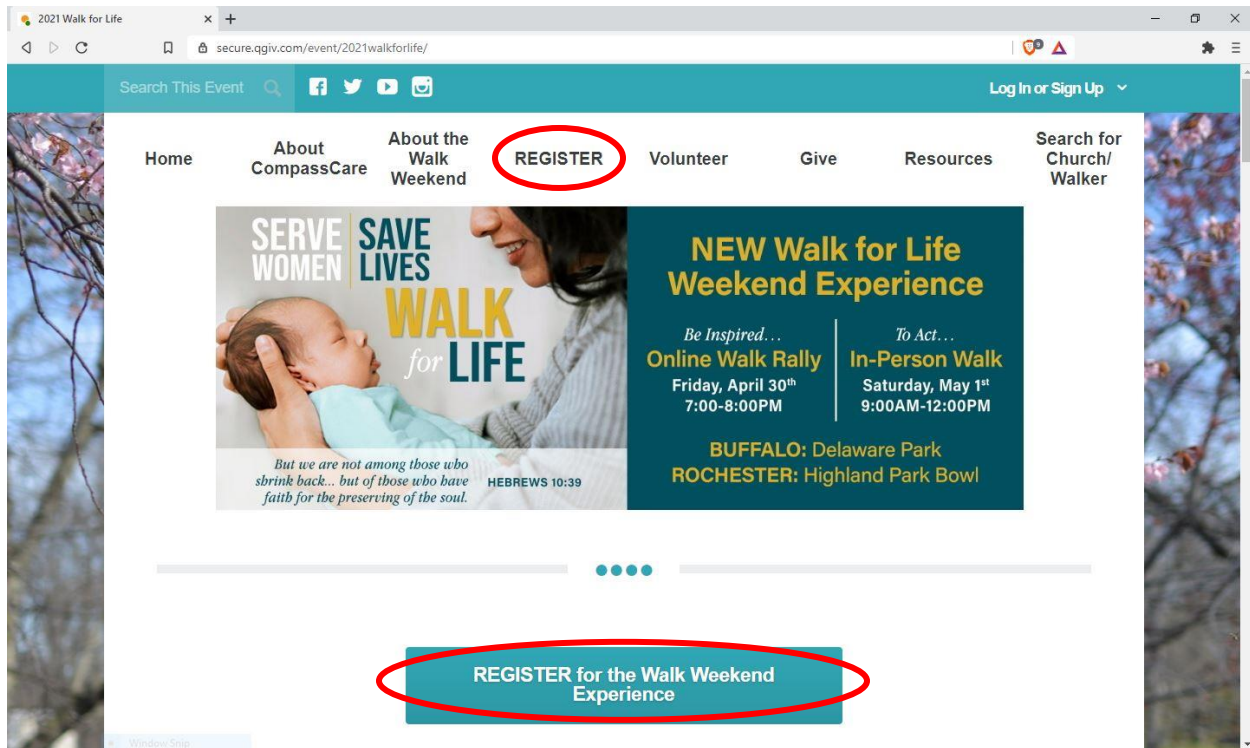 2021 Walk for Life
secure.qgiv.com/event/2021walkforlife/
Search This Event
Log In or Sign Up
Home
About
CompassCare
About the
Walk
Weekend
REGISTER
Volunteer
Give
Resources
Search for
Church/
Walker
SERVE SAVE
WOMEN LIVES
WALK
for LIFE
But we are not among those who
shrink back... but of those who have
faith for the preserving of the soul.
HEBREWS 10:39
NEW Walk for Life
Weekend Experience
Be Inspired...
Online Walk Rally
Friday, April 30th
7:00-8:00PM
To Act...
In-Person Walk
Saturday, May 1st
9:00AM-12:00PM
BUFFALO: Delaware Park
ROCHESTER: Highland Park Bowl
REGISTER for the Walk Weekend
Experience
Window Snip